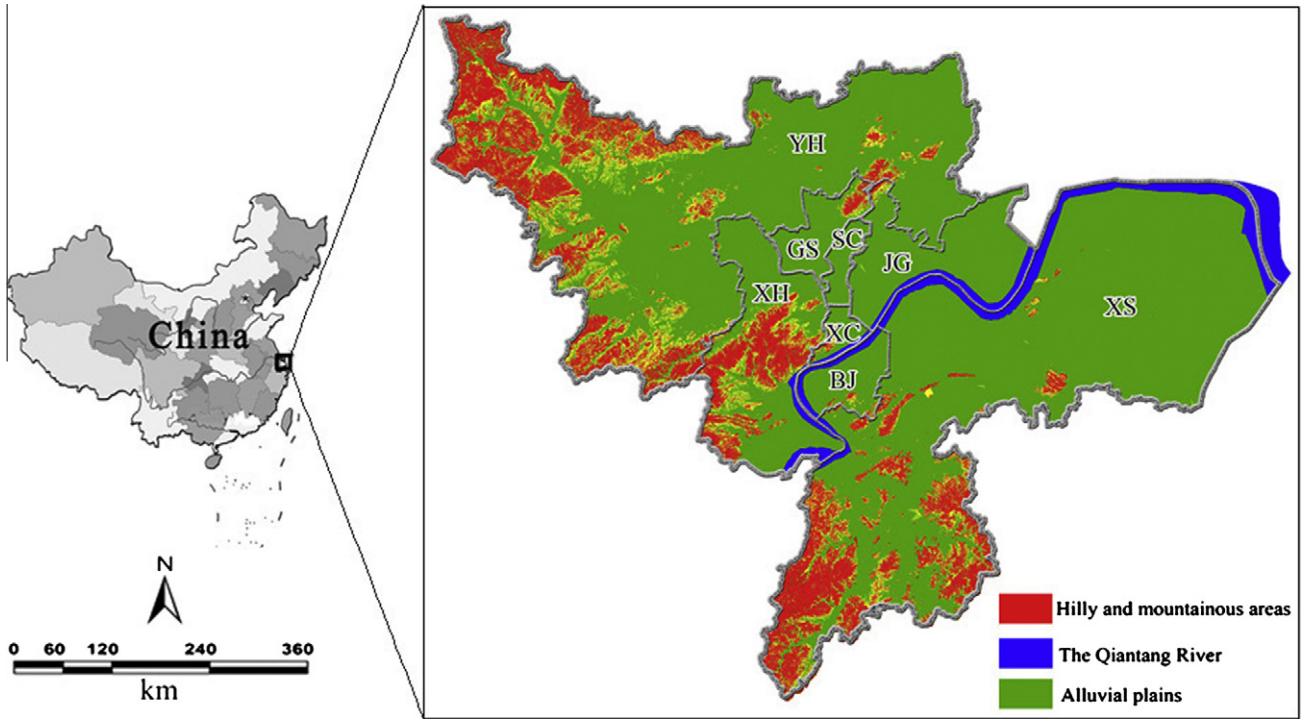 China
N
0 60 120 240 360
km
YH
GS
SC
JG
XH
XS
XC
BJ
Hilly and mountainous areas
The Qiantang River
Alluvial plains